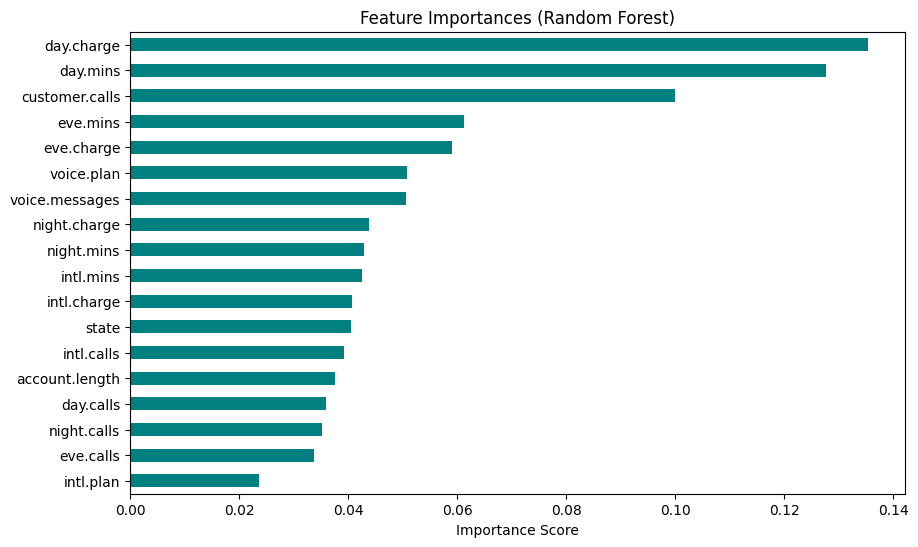 Feature Importances (Random Forest)
day.charge
day.mins
customer.calls
eve.mins
eve.charge
voice.plan
voice.messages
night.charge
night.mins
intl.mins
intl.charge
state
intl.calls
account.length
day.calls
night.calls
eve.calls
intl.plan
0.00 0.02 0.04 0.06 0.08 0.10 0.12 0.14
Importance Score